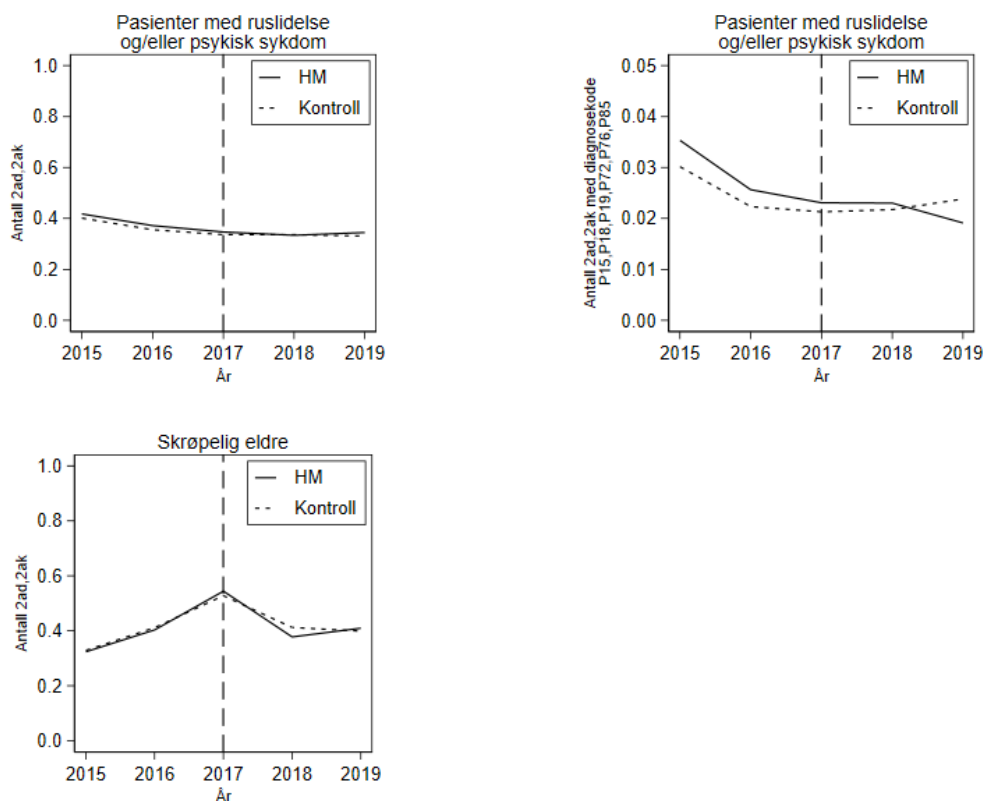 Pasienter med ruslidelse
og/eller psykisk sykdom
Antall 2ad,2ak
1.0
0.8
0.6
0.4
0.2
0.0
HM
Kontroll
2015 2016 2017 2018 2019
År
Pasienter med ruslidelse
og/eller psykisk sykdom
Antall 2ad,2ak med diagnosekode
P15,P18,P19,P72,P76,P85
0.05
0.04
0.03
0.02
0.01
0.00
HM
Kontroll
2015 2016 2017 2018 2019
År
Skrøpelig eldre
Antall 2ad,2ak
1.0
0.8
0.6
0.4
0.2
0.0
HM
Kontroll
2015 2016 2017 2018 2019
År